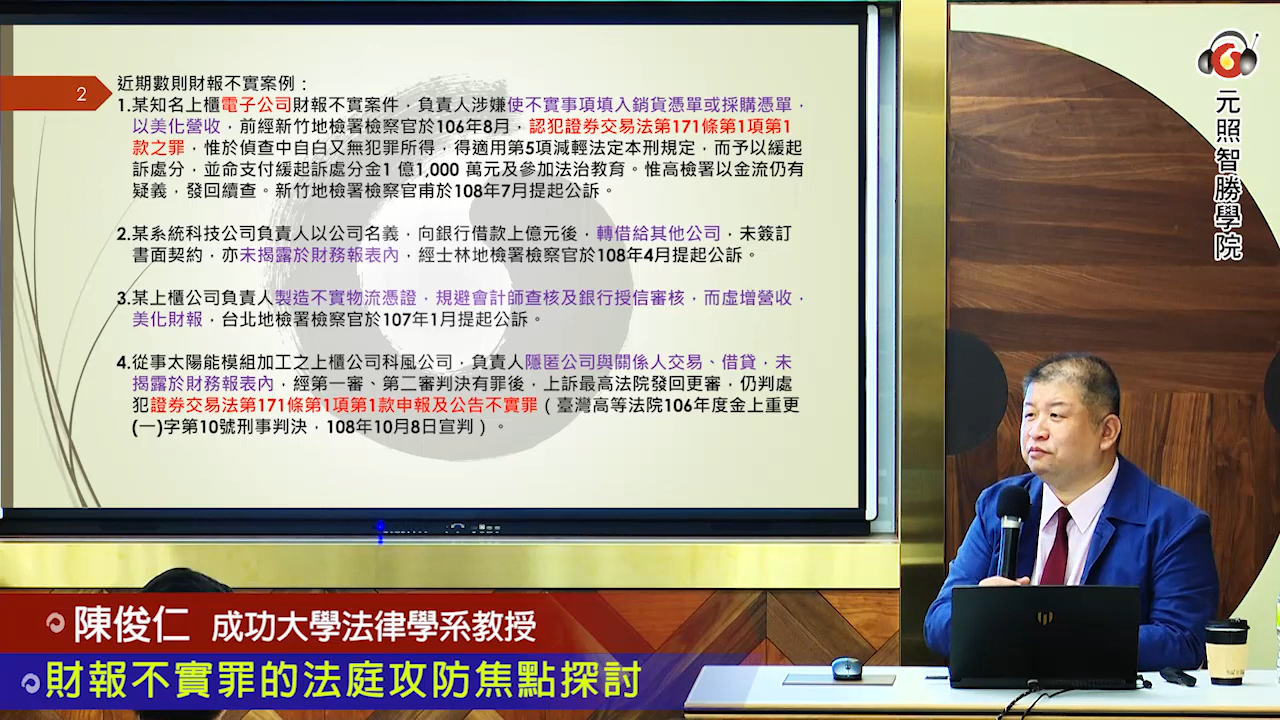 2
近期數則財報不實案例：
1.某知名上櫃電子公司財報不實案件，負責人涉嫌使不實事項填入銷貨憑單或採購憑單，
以美化營收，前經新竹地檢署檢察官於106年8月，認犯證券交易法第171條第1項第1
款之罪，惟於偵查中自白又無犯罪所得，得適用第5項減輕法定本刑規定，而予以緩起
訴處分，並命支付緩起訴處分金1 億1,000 萬元及參加法治教育。惟高檢署以金流仍有
疑義，發回續查。新竹地檢署檢察官甫於108年7月提起公訴。
2.某系統科技公司負責人以公司名義，向銀行借款上億元後，轉借給其他公司，未簽訂
書面契約，亦未揭露於財務報表內，經士林地檢署檢察官於108年4月提起公訴。
3.某上櫃公司負責人製造不實物流憑證，規避會計師查核及銀行授信審核，而虛增營收，
美化財報，台北地檢署檢察官於107年1月提起公訴。
4.從事太陽能模組加工之上櫃公司科風公司，負責人隱匿公司與關係人交易、借貸，未
揭露於財務報表內，經第一審、第二審判決有罪後，上訴最高法院發回更審，仍判處
犯證券交易法第171條第1項第1款申報及公告不實罪（臺灣高等法院106年度金上重更
(一)字第10號刑事判決，108年10月8日宣判）。
元照智勝學院
陳俊仁 成功大學法律學系教授
財報不實罪的法庭攻防焦點探討